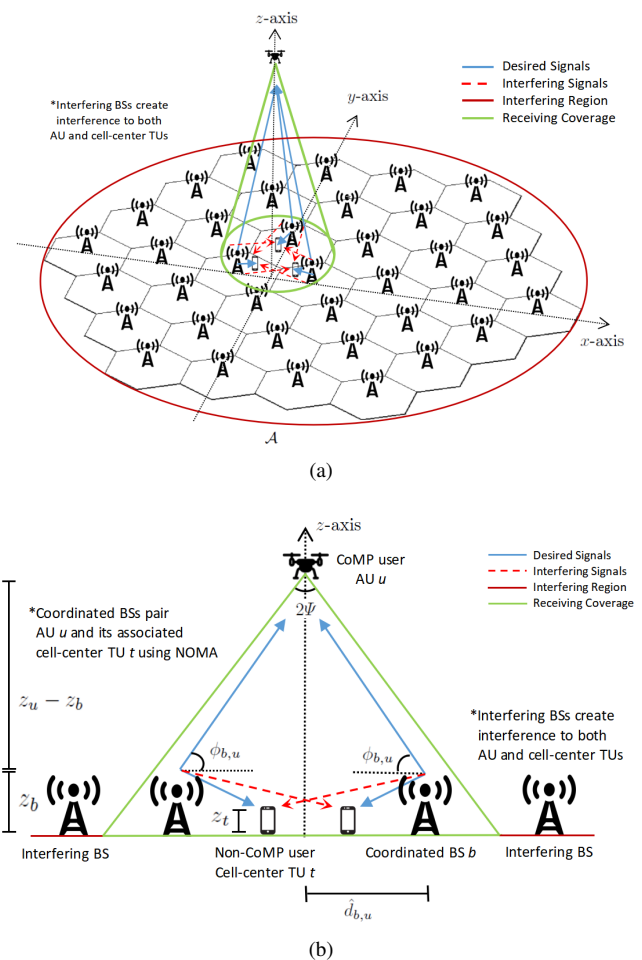 z-axis
Desired Signals
Interfering Signals
Interfering Region
Receiving Coverage
*Interfering BSs create
interference to both
AU and cell-center TUs
y-axis
x-axis
𝒜
(a)
z-axis
CoMP user
AU u
Desired Signals
Interfering Signals
Interfering Region
Receiving Coverage
2Ψ
*Coordinated BSs pair
AU u and its associated
cell-center TU t using NOMA
z_u − z_b
*Interfering BSs create
interference to both
AU and cell-center TUs
ϕ_{b,u}
ϕ_{b,u}
z_b
z_t
Interfering BS
Non-CoMP user
Cell-center TU t
Coordinated BS b
Interfering BS
d̂_{b,u}
(b)